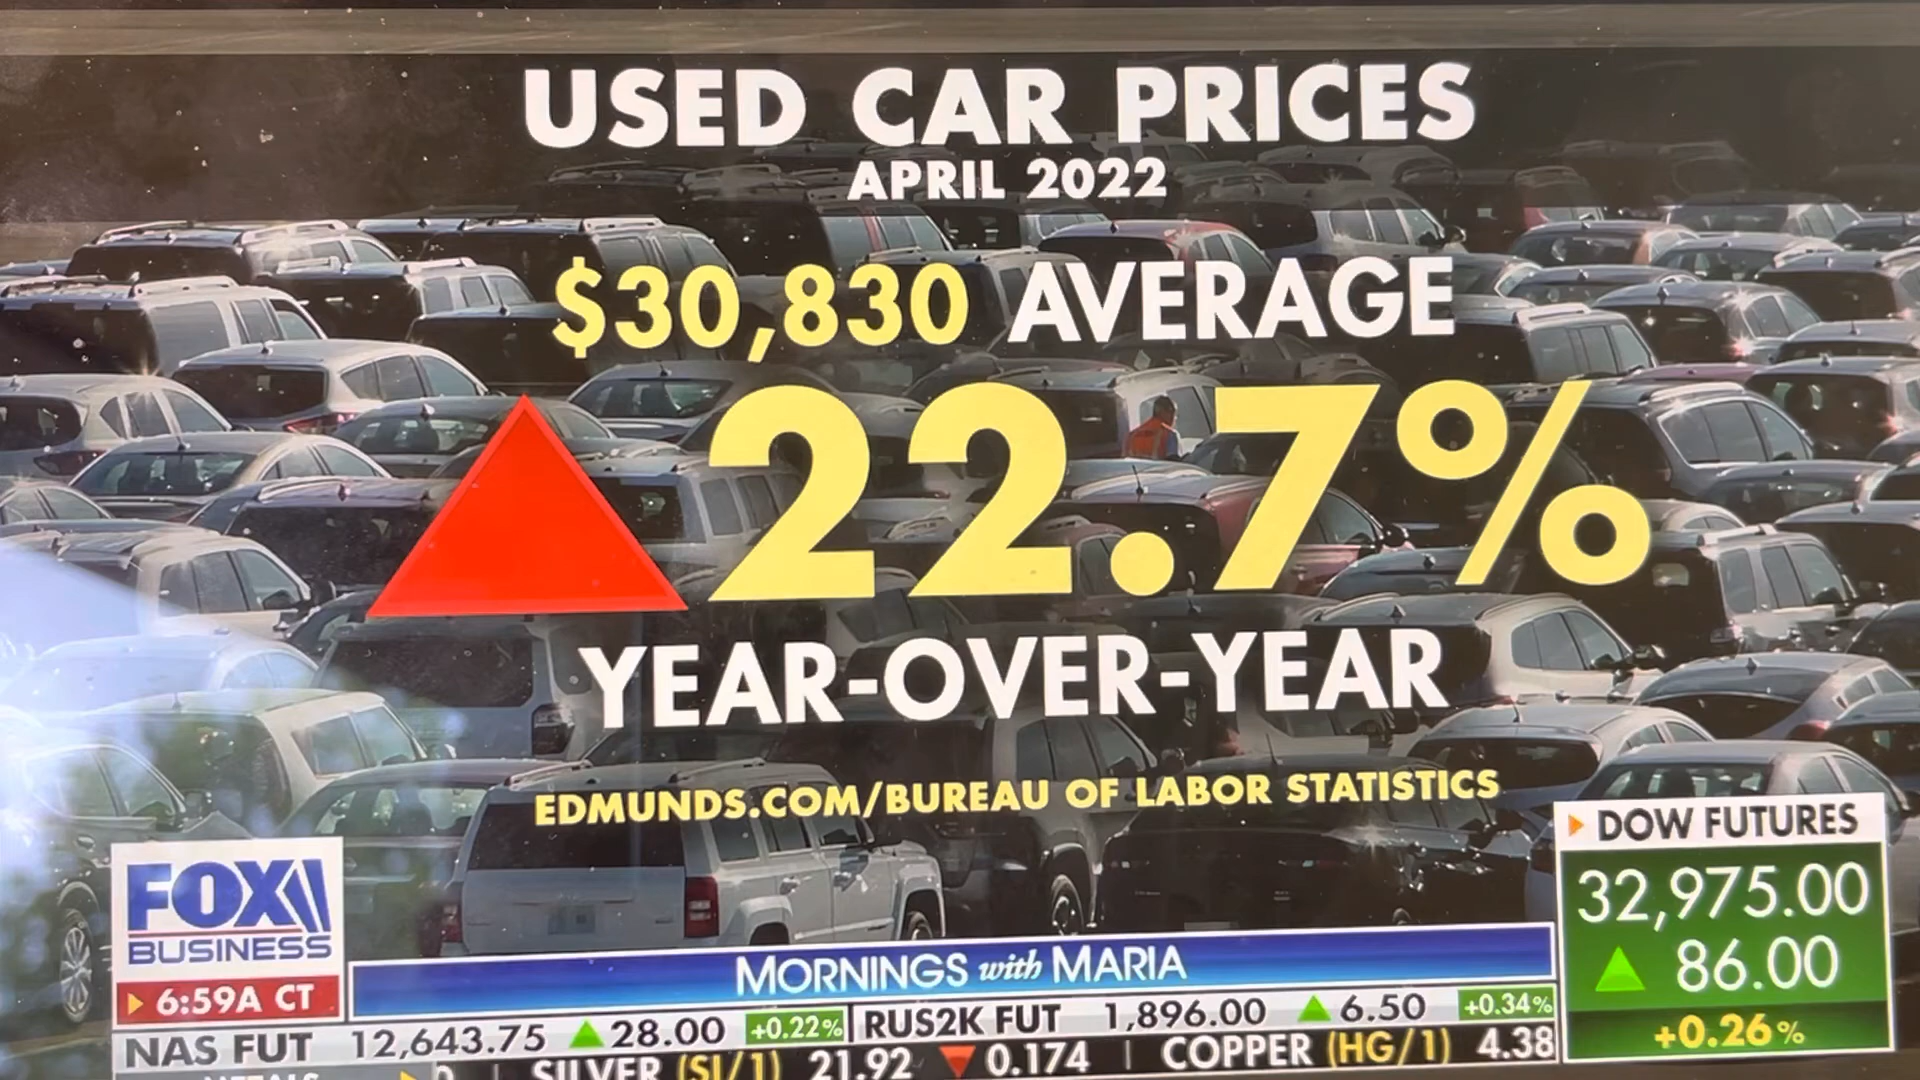 USED CAR PRICES
APRIL 2022
$30,830 AVERAGE
▲22.7%
YEAR-OVER-YEAR
EDMUNDS.COM/BUREAU OF LABOR STATISTICS
DOW FUTURES
32,975.00
▲ 86.00
+0.26%
FOX
BUSINESS
6:59A CT
MORNINGS with MARIA
NAS FUT 12,643.75 ▲28.00 +0.22% RUS2K FUT 1,896.00 ▲6.50 +0.34%
SILVER (SI/1) 21.92 ▼0.174 | COPPER (HG/1) 4.38